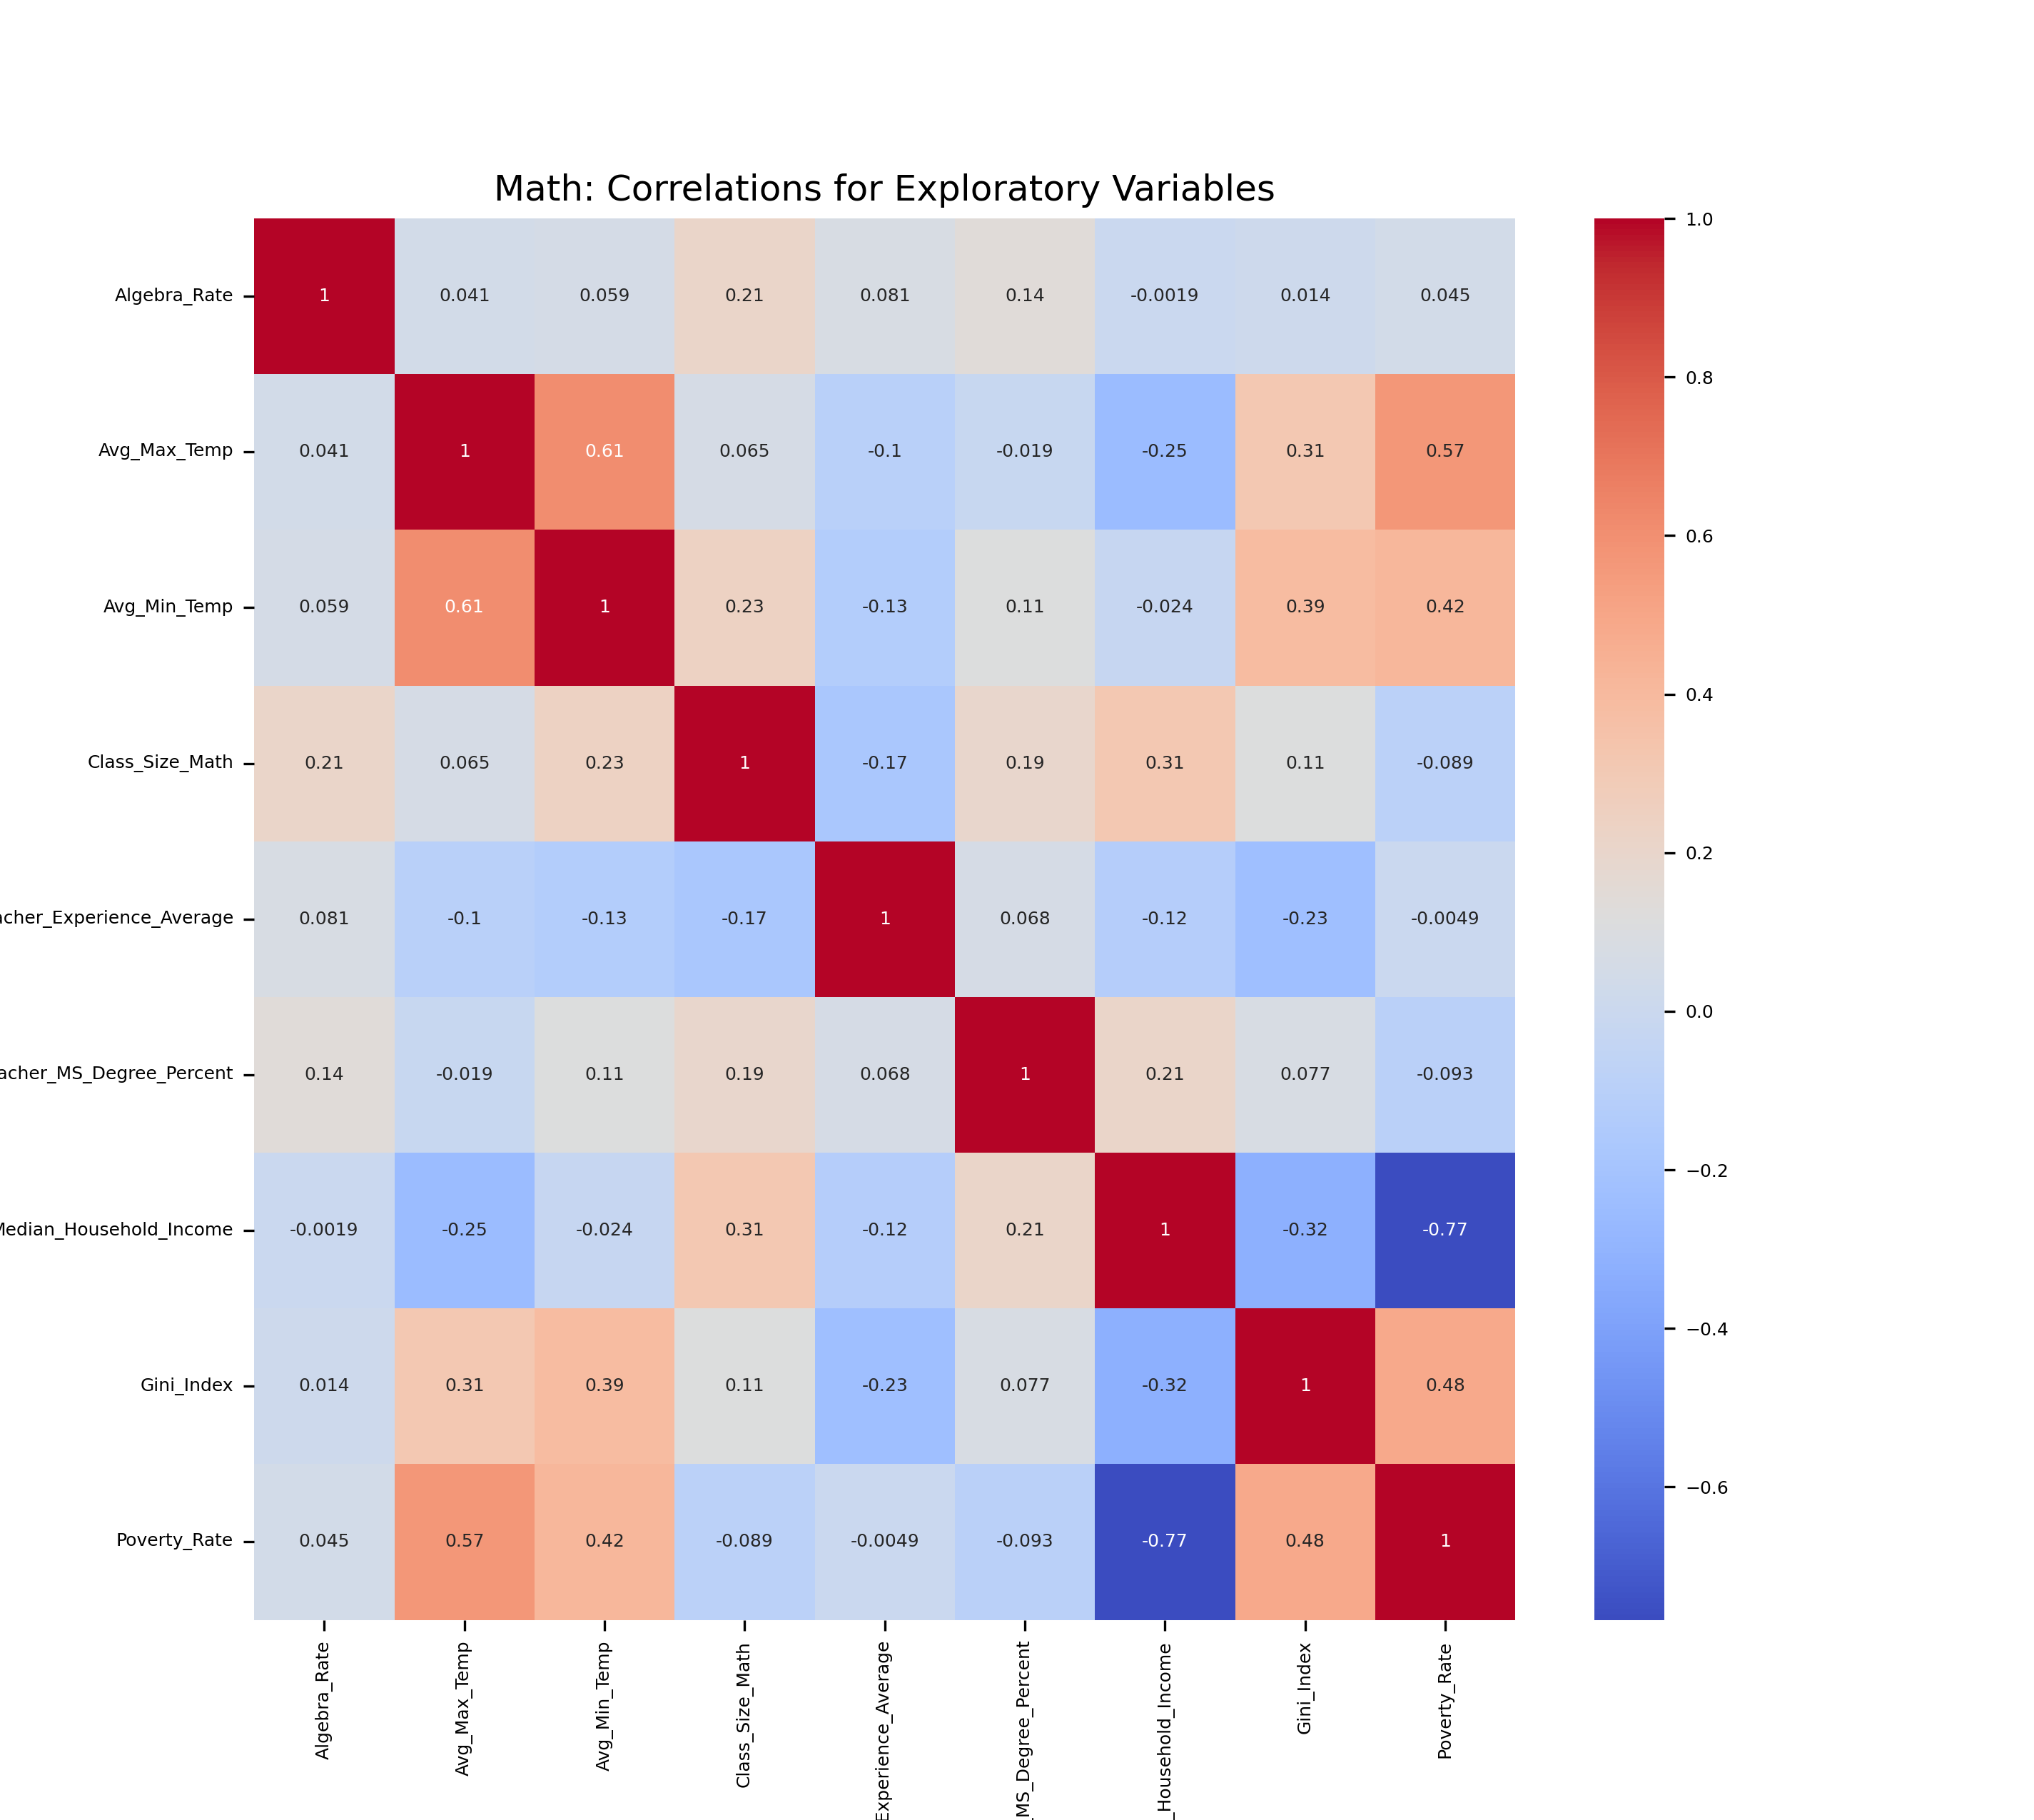 Math: Correlations for Exploratory Variables
Algebra_Rate 1 0.041 0.059 0.21 0.081 0.14 -0.0019 0.014 0.045
Avg_Max_Temp 0.041 1 0.61 0.065 -0.1 -0.019 -0.25 0.31 0.57
Avg_Min_Temp 0.059 0.61 1 0.23 -0.13 0.11 -0.024 0.39 0.42
Class_Size_Math 0.21 0.065 0.23 1 -0.17 0.19 0.31 0.11 -0.089
acher_Experience_Average 0.081 -0.1 -0.13 -0.17 1 0.068 -0.12 -0.23 -0.0049
acher_MS_Degree_Percent 0.14 -0.019 0.11 0.19 0.068 1 0.21 0.077 -0.093
Median_Household_Income -0.0019 -0.25 -0.024 0.31 -0.12 0.21 1 -0.32 -0.77
Gini_Index 0.014 0.31 0.39 0.11 -0.23 0.077 -0.32 1 0.48
Poverty_Rate 0.045 0.57 0.42 -0.089 -0.0049 -0.093 -0.77 0.48 1
Algebra_Rate
Avg_Max_Temp
Avg_Min_Temp
Class_Size_Math
Experience_Average
_MS_Degree_Percent
_Household_Income
Gini_Index
Poverty_Rate
1.0
0.8
0.6
0.4
0.2
0.0
−0.2
−0.4
−0.6